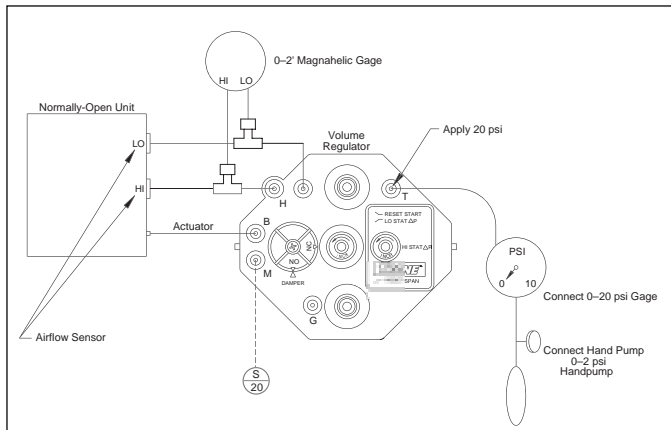 0–2' Magnahelic Gage
HI LO
Normally-Open Unit
LO
HI
Volume
Regulator
Apply 20 psi
H
T
RESET START
LO STAT △P
HI STAT △P
SPAN
B
Actuator
M
NC
NO
DAMPER
G
PSI
0 10
Connect 0–20 psi Gage
Connect Hand Pump
0–2 psi
Handpump
Airflow Sensor
S
20